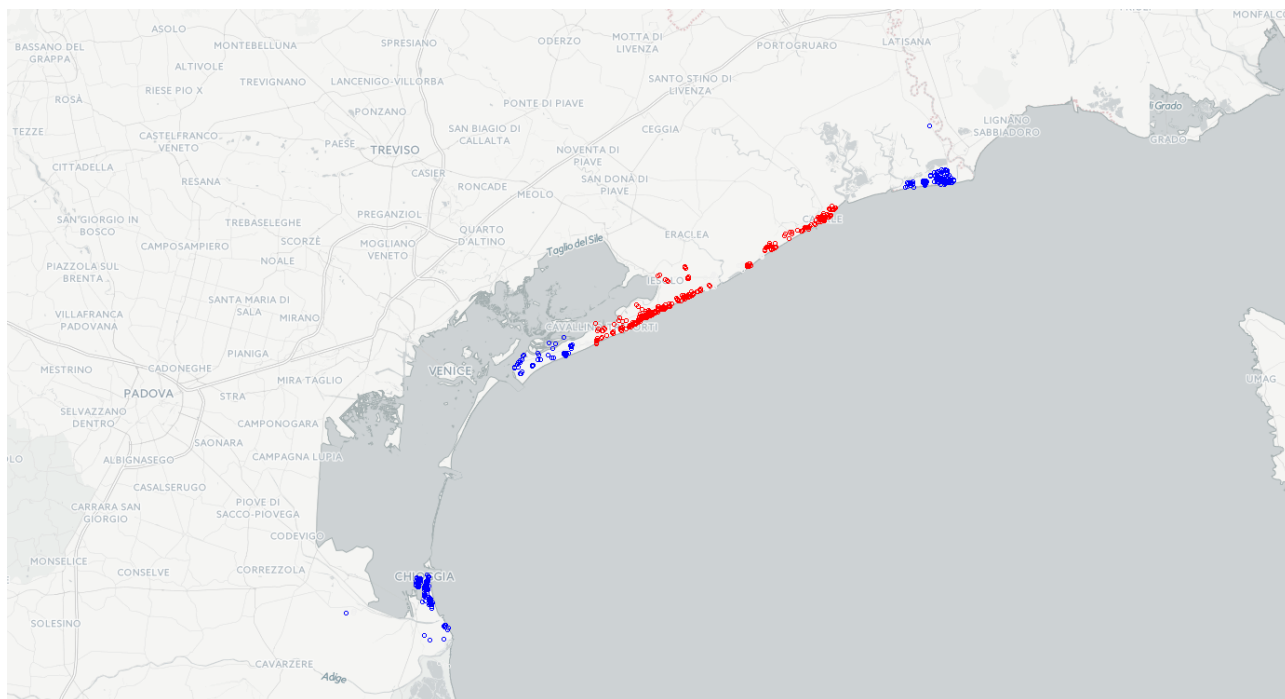 MONFALCO
ASOLO
SPRESIANO
ODERZO
MOTTA DI
LIVENZA
PORTOGRUARO
LATISANA
BASSANO DEL
GRAPPA
MONTEBELLUNA
ALTIVOLE
TREVIGNANO
LANCENIGO-VILLORBA
SANTO STINO DI
LIVENZA
RIESE PIO X
ROSÀ
PONZANO
PONTE DI PIAVE
di Grado
TEZZE
CASTELFRANCO
VENETO
PAESE
TREVISO
SAN BIAGIO DI
CALLALTA
CEGGIA
LIGNANO
SABBIADORO
GRADO
CITTADELLA
RESANA
CASIER
NOVENTA DI
PIAVE
RONCADE
MEOLO
SAN DONÀ DI
PIAVE
SAN GIORGIO IN
BOSCO
TREBASELEGHE
PREGANZIOL
CAMPOSAMPIERO
SCORZÈ
MOGLIANO
VENETO
QUARTO
D'ALTINO
Taglio del Sile
ERACLEA
PIAZZOLA SUL
BRENTA
NOALE
JESOLO
VILLAFRANCA
PADOVANA
SANTA MARIA DI
SALA
MIRANO
PIANIGA
VENICE
MESTRINO
CADONEGHE
MIRA TAGLIO
UMAG
PADOVA
STRA
SELVAZZANO
DENTRO
CAMPONOGARA
SAONARA
ALBIGNASEGO
CAMPAGNA LUPIA
OLO
CASALSERUGO
CARRARA SAN
GIORGIO
PIOVE DI
SACCO-PIOVEGA
CODEVIGO
MONSELICE
CONSELVE
CORREZZOLA
CHIOGGIA
SOLESINO
CAVARZERE
Adige